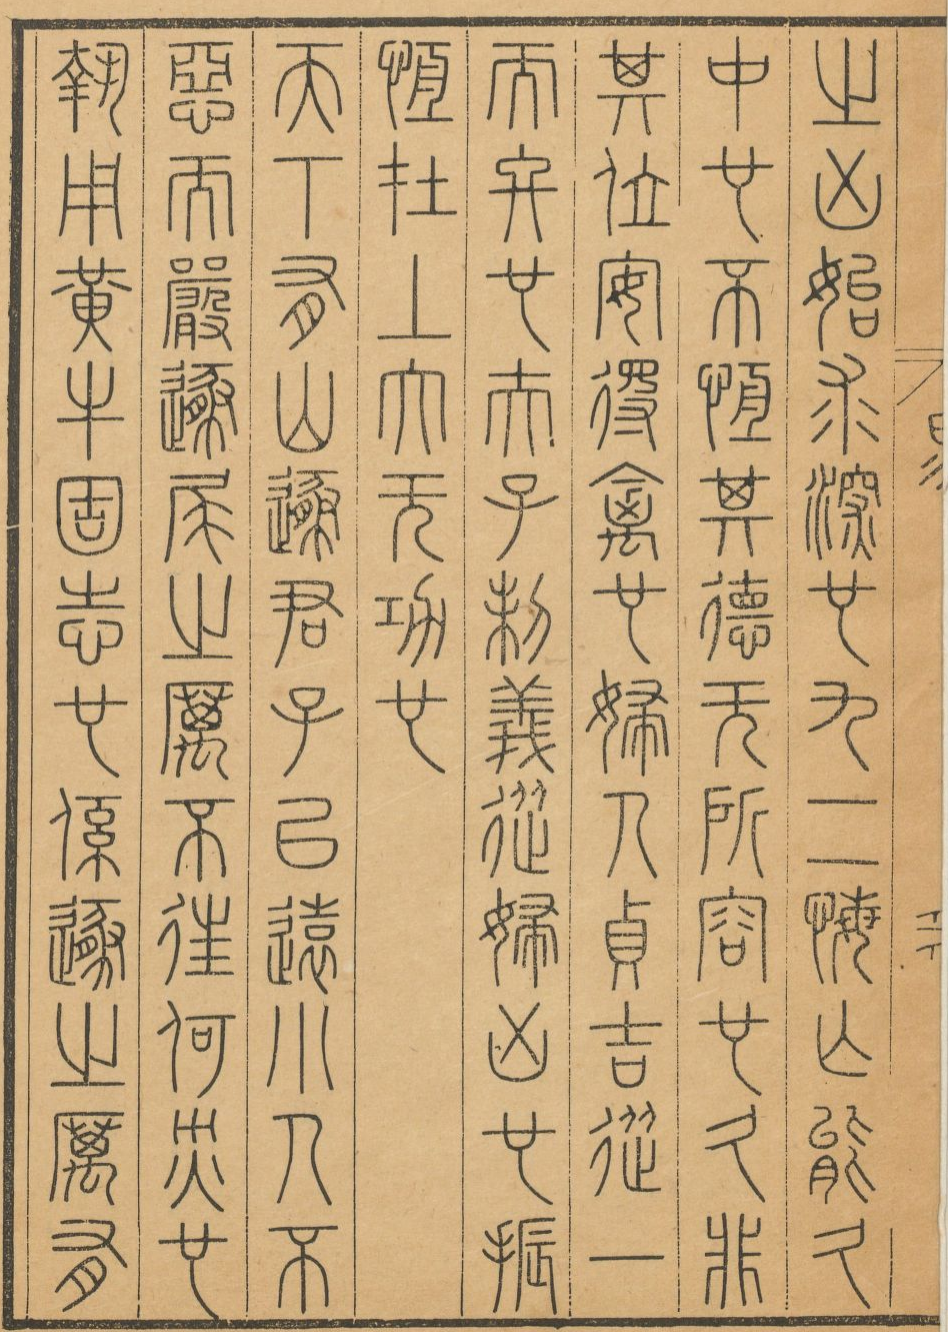 之凶始求深也九二悔亡能久
中也不恆其德无所容也久非
其位安得禽也婦人貞吉從一
而終也夫子制義從婦凶也振
恆在上大无功也
天下有山遯君子以遠小人不
惡而嚴遯尾之厲不往何災也
執用黃牛固志也係遯之厲有